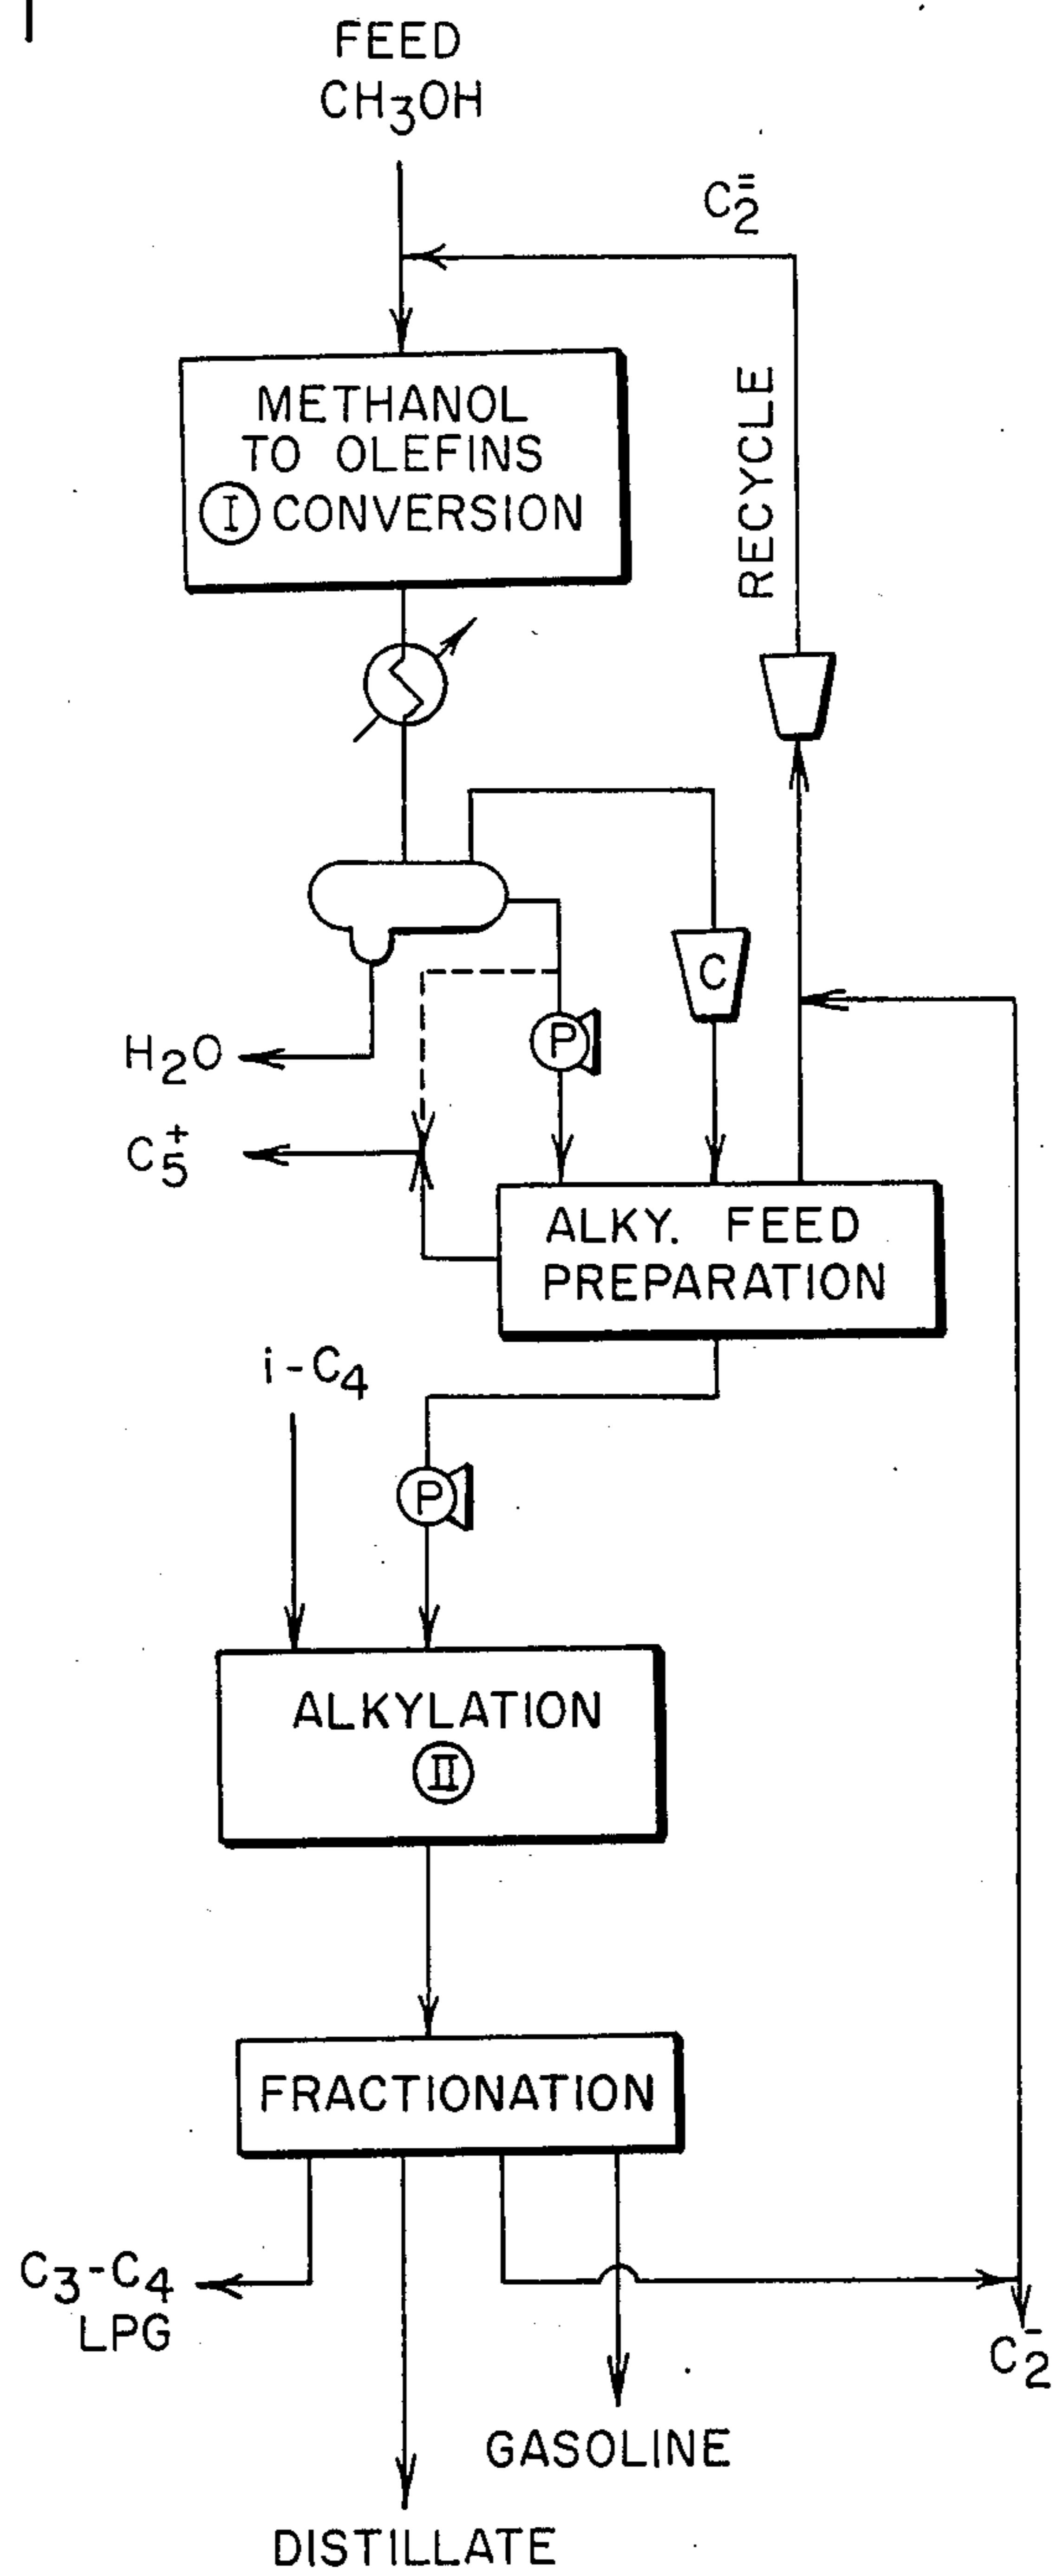 FEED
CH₃OH
C₂⁼
METHANOL
TO OLEFINS
Ⓘ CONVERSION
RECYCLE
C
P
H₂O
C₅⁺
ALKY. FEED
PREPARATION
i-C₄
P
ALKYLATION
II
FRACTIONATION
C₃-C₄
LPG
C₂⁻
GASOLINE
DISTILLATE